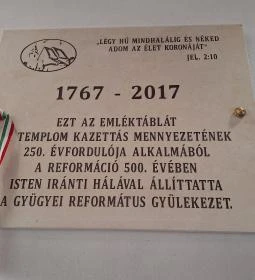 „LÉGY HŰ MINDHALÁLIG ÉS NÉKED
ADOM AZ ÉLET KORONÁJÁT"
JEL. 2:10
1767 - 2017
EZT AZ EMLÉKTÁBLÁT
TEMPLOM KAZETTÁS MENNYEZETÉNEK
250. ÉVFORDULÓJA ALKALMÁBÓL
A REFORMÁCIÓ 500. ÉVÉBEN
ISTEN IRÁNTI HÁLÁVAL ÁLLÍTTATTA
A GYÜGYEI REFORMÁTUS GYÜLEKEZET.